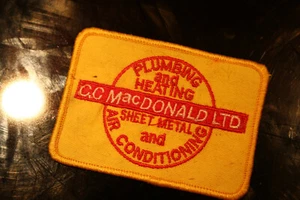 PLUMBING
and
HEATING
C.C MACDONALD LTD
SHEET METAL
and
AIR CONDITIONING